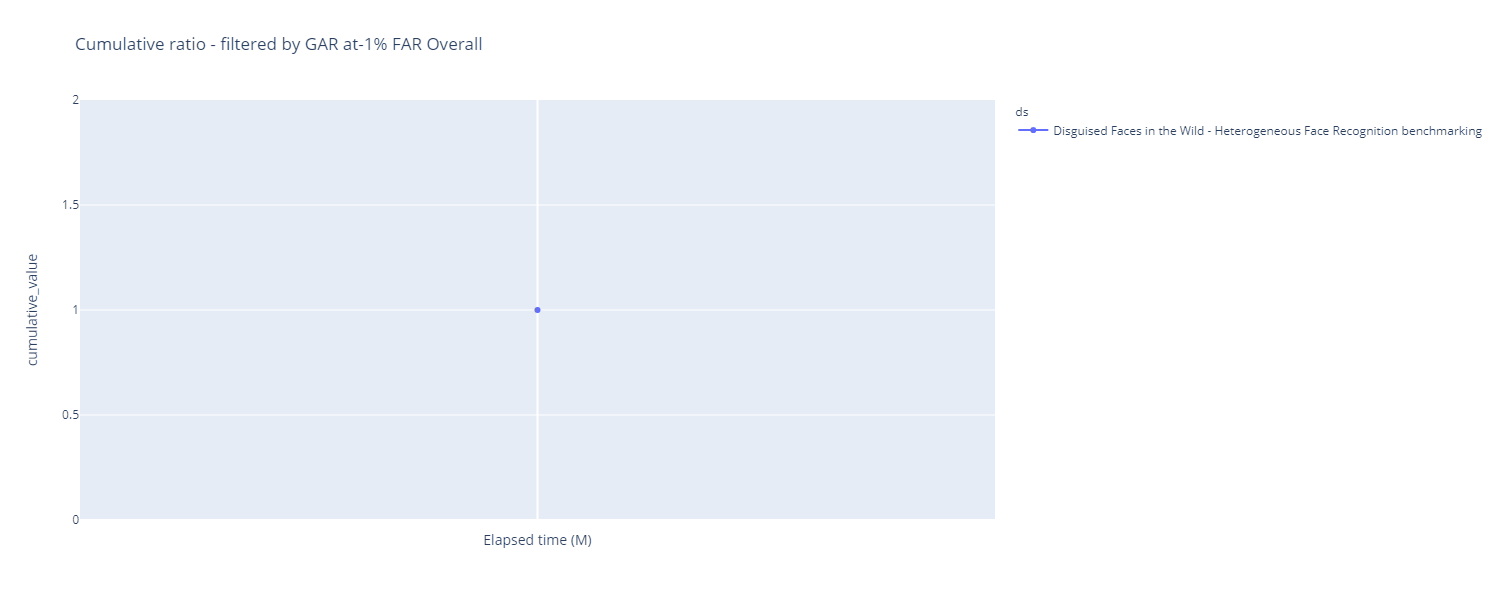 Cumulative ratio - filtered by GAR at-1% FAR Overall
ds
Disguised Faces in the Wild - Heterogeneous Face Recognition benchmarking
2
1.5
1
0.5
0
cumulative_value
Elapsed time (M)